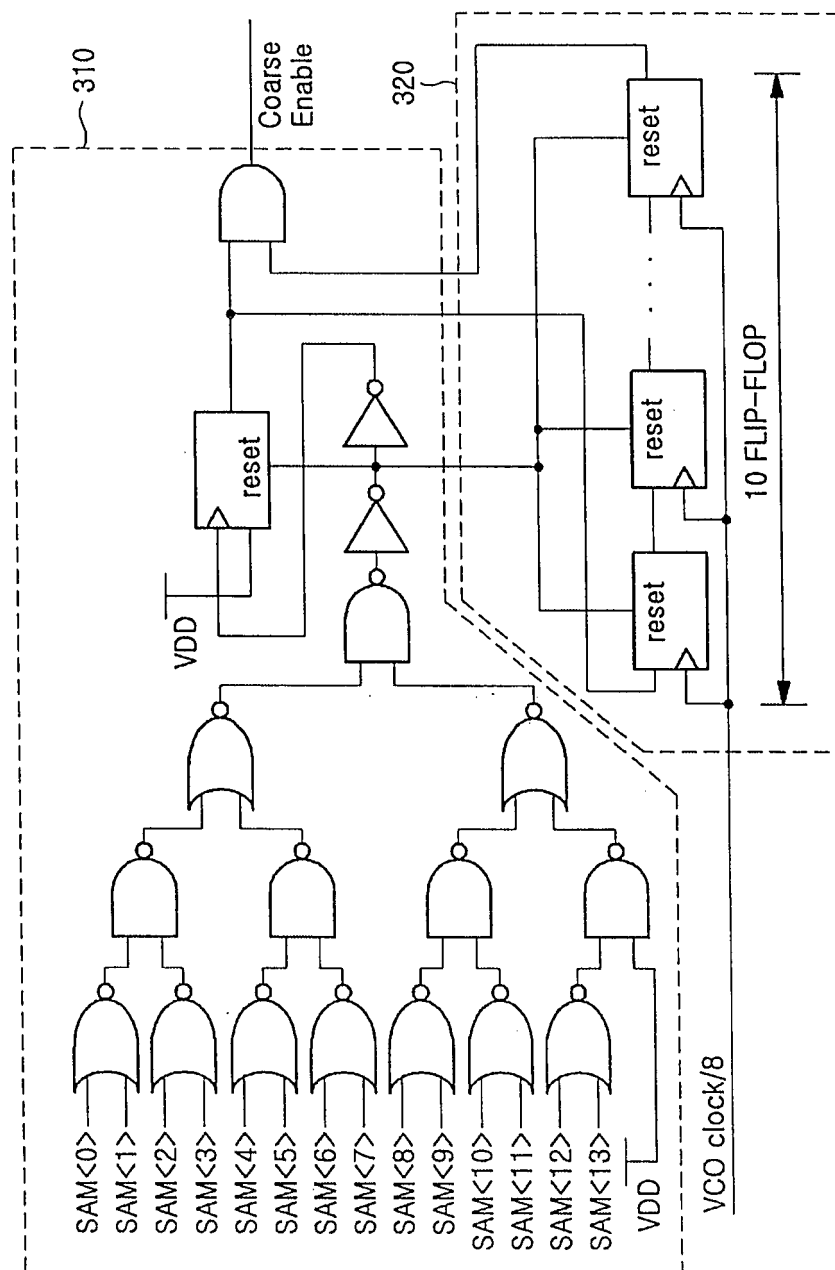 310
Coarse
Enable
320
VDD
reset
reset
reset
reset
10 FLIP-FLOP
SAM<0>
SAM<1>
SAM<2>
SAM<3>
SAM<4>
SAM<5>
SAM<6>
SAM<7>
SAM<8>
SAM<9>
SAM<10>
SAM<11>
SAM<12>
SAM<13>
VDD
VCO clock/8